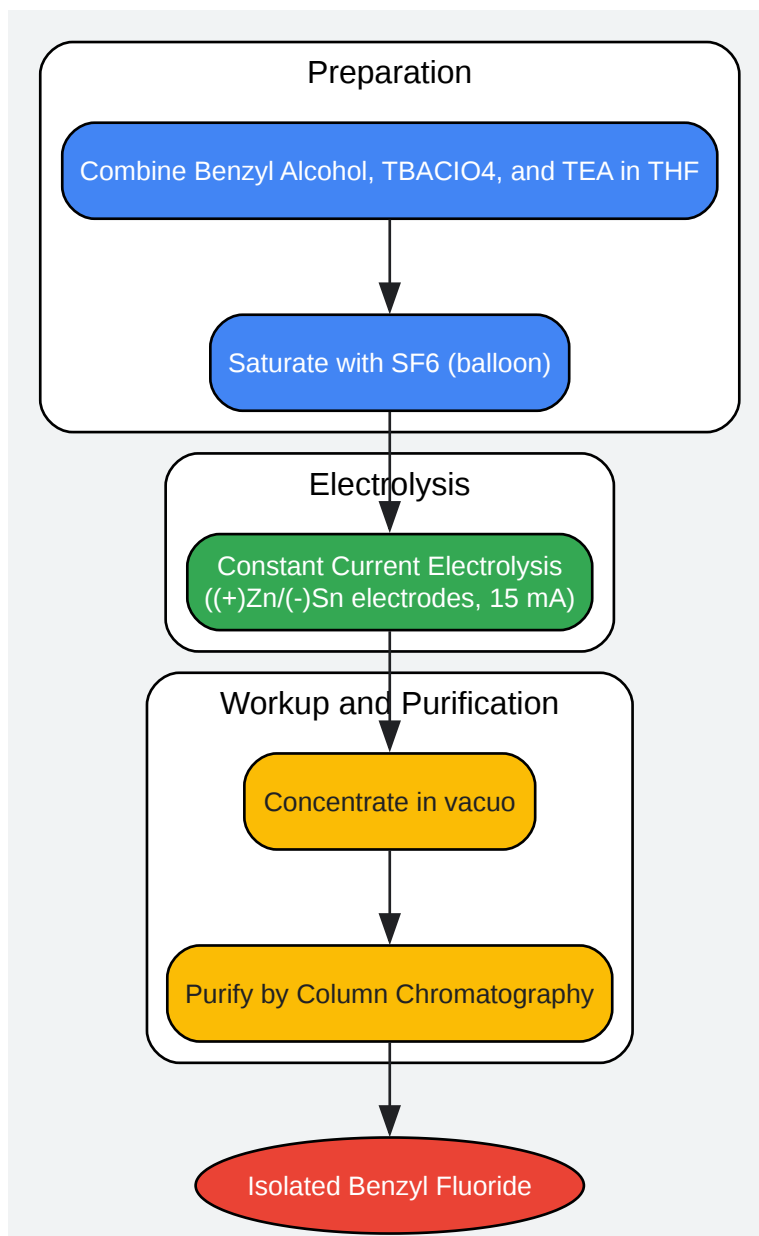 Preparation
Combine Benzyl Alcohol, TBAClO4, and TEA in THF
Saturate with SF6 (balloon)
Electrolysis
Constant Current Electrolysis
((+)Zn/(-)Sn electrodes, 15 mA)
Workup and Purification
Concentrate in vacuo
Purify by Column Chromatography
Isolated Benzyl Fluoride